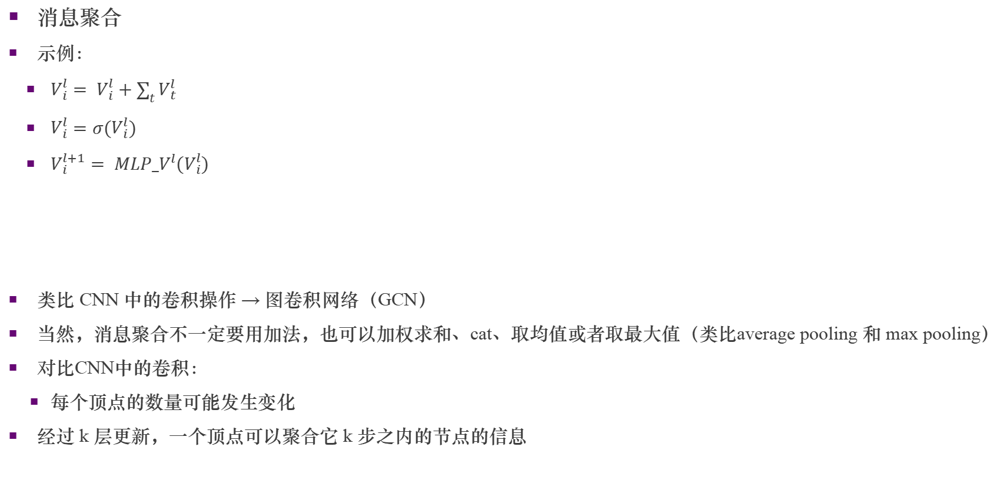 ▪ 消息聚合
▪ 示例：
▪ $V_i^l = V_i^l + \sum_t V_t^l$
▪ $V_i^l = \sigma(V_i^l)$
▪ $V_i^{l+1} = MLP\_V^l(V_i^l)$
▪ 类比 CNN 中的卷积操作 → 图卷积网络（GCN）
▪ 当然，消息聚合不一定要用加法，也可以加权求和、cat、取均值或者取最大值（类比average pooling 和 max pooling）
▪ 对比CNN中的卷积：
▪ 每个顶点的数量可能发生变化
▪ 经过 k 层更新，一个顶点可以聚合它 k 步之内的节点的信息